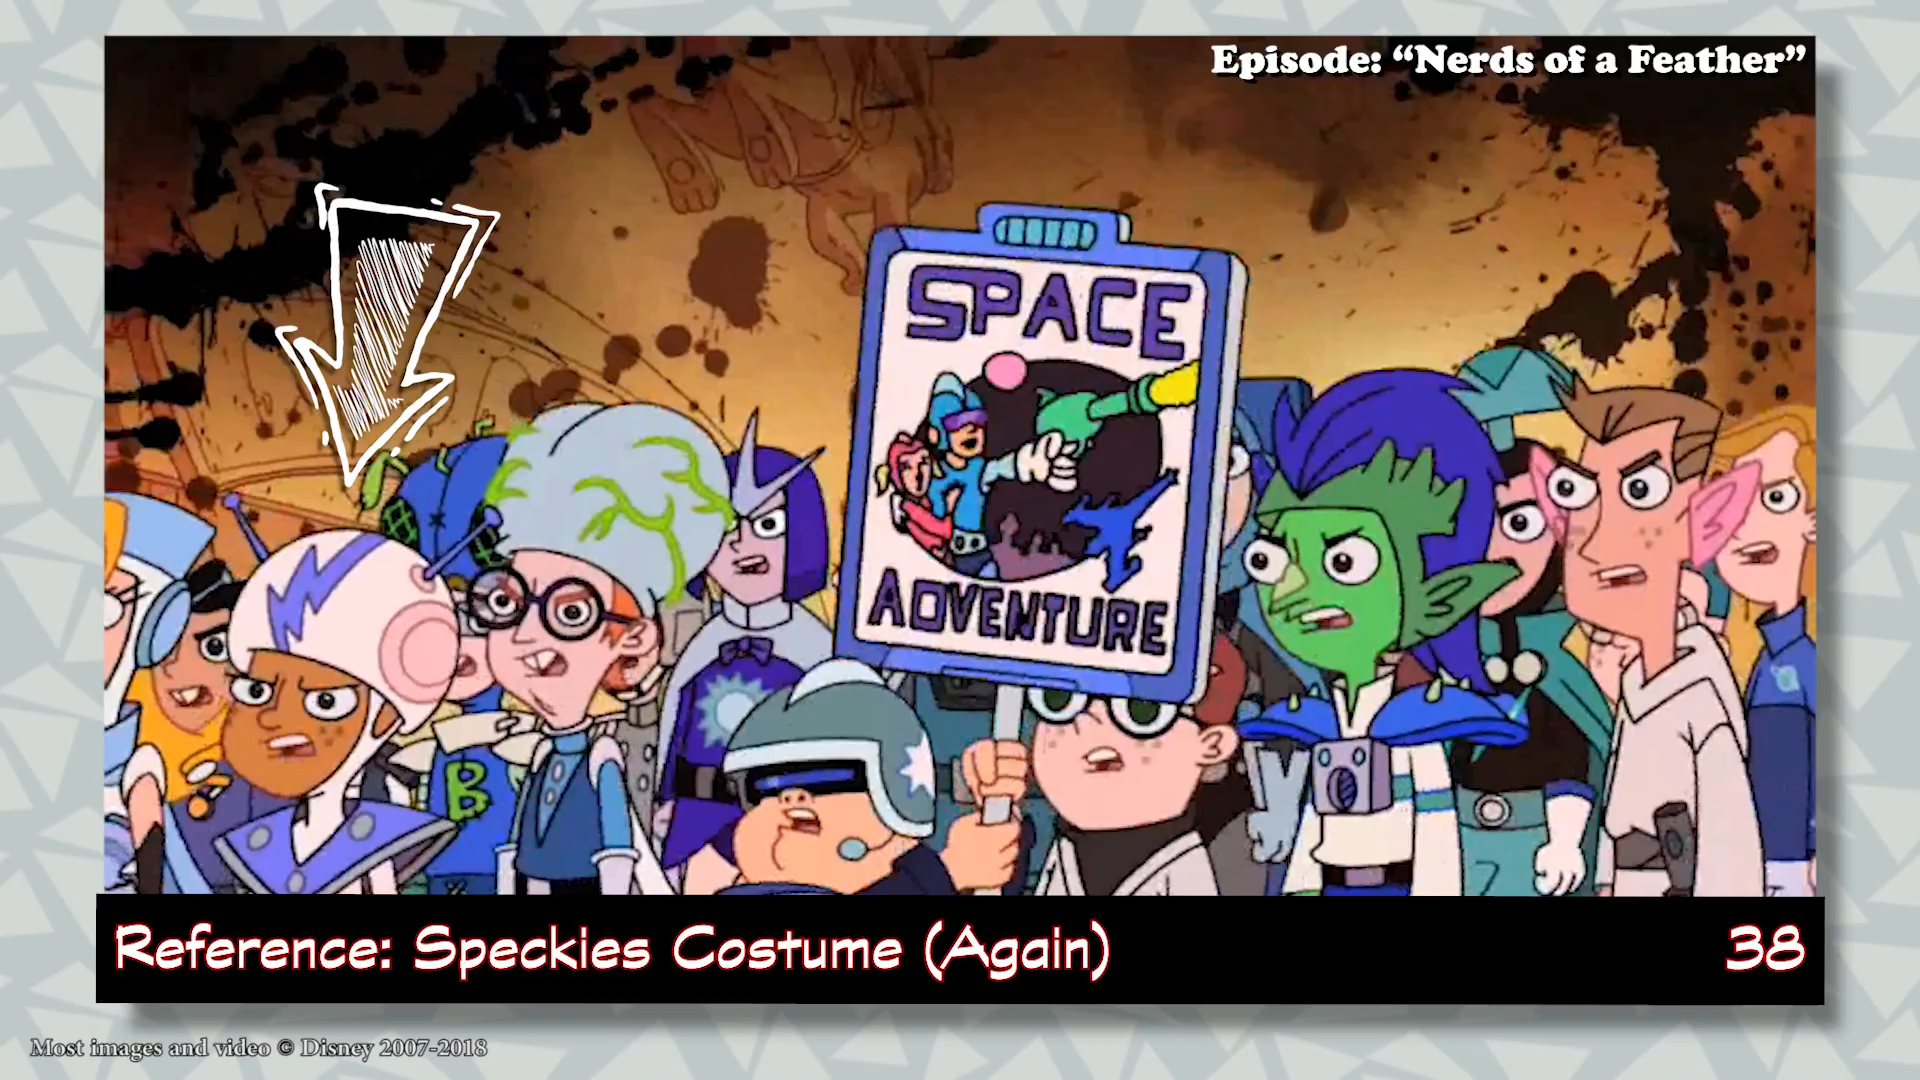 Episode: “Nerds of a Feather”
SPACE
ADVENTURE
B
Reference: Speckies Costume (Again)
38
Most images and video © Disney 2007-2018